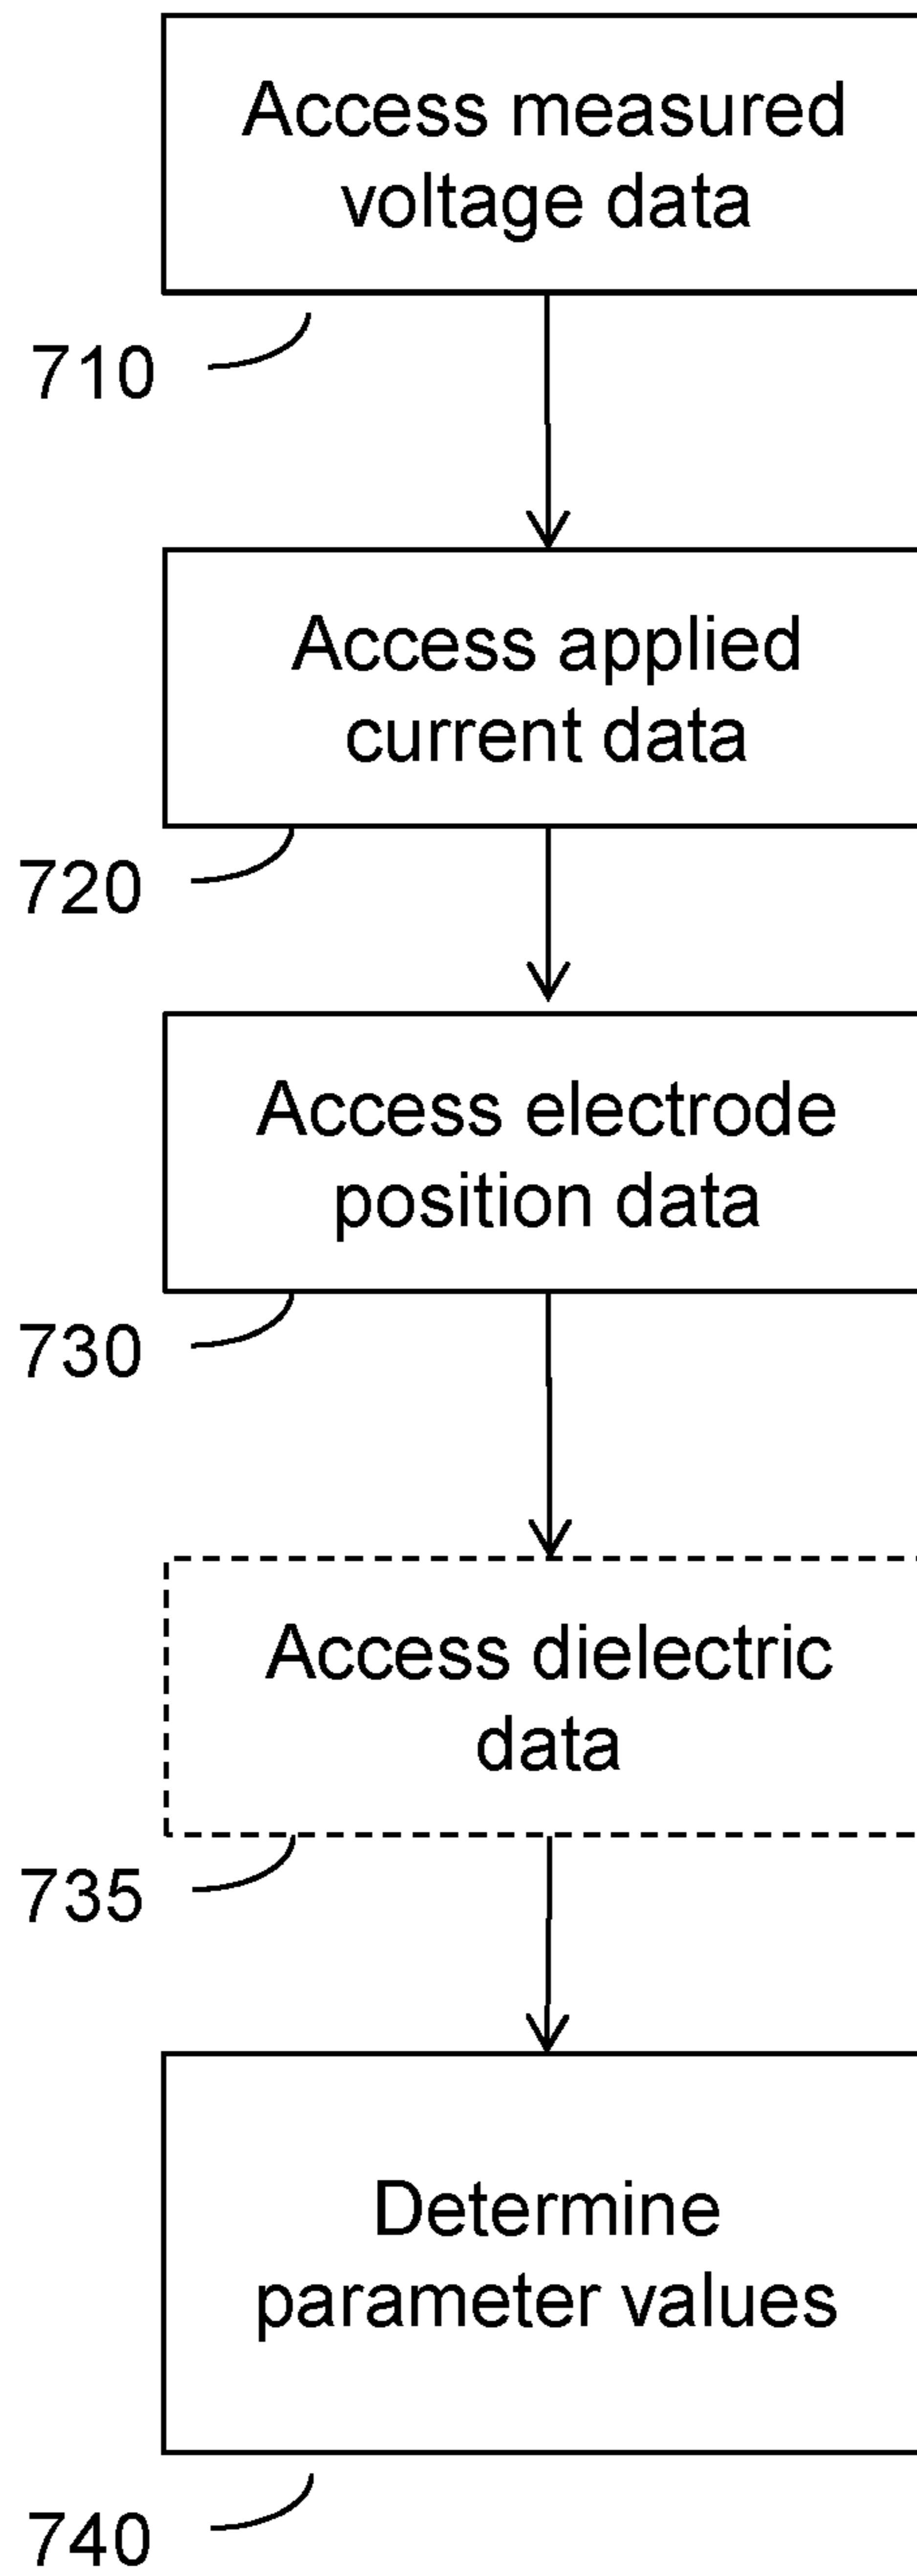 Access measured
voltage data
710
Access applied
current data
720
Access electrode
position data
730
Access dielectric
data
735
Determine
parameter values
740